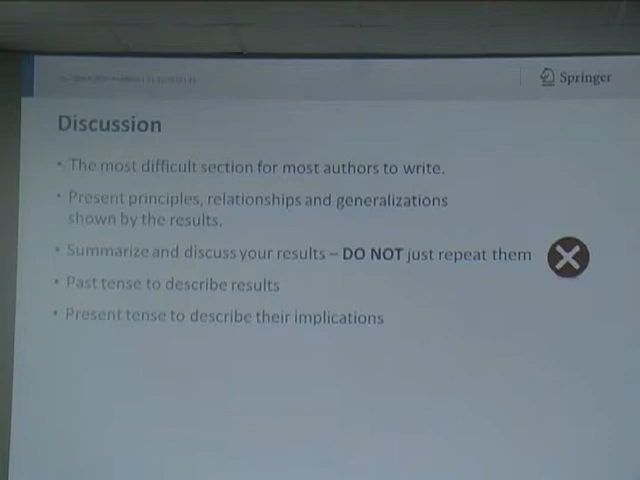 Springer
Discussion
• The most difficult section for most authors to write.
• Present principles, relationships and generalizations
shown by the results.
• Summarize and discuss your results – DO NOT just repeat them
• Past tense to describe results
• Present tense to describe their implications